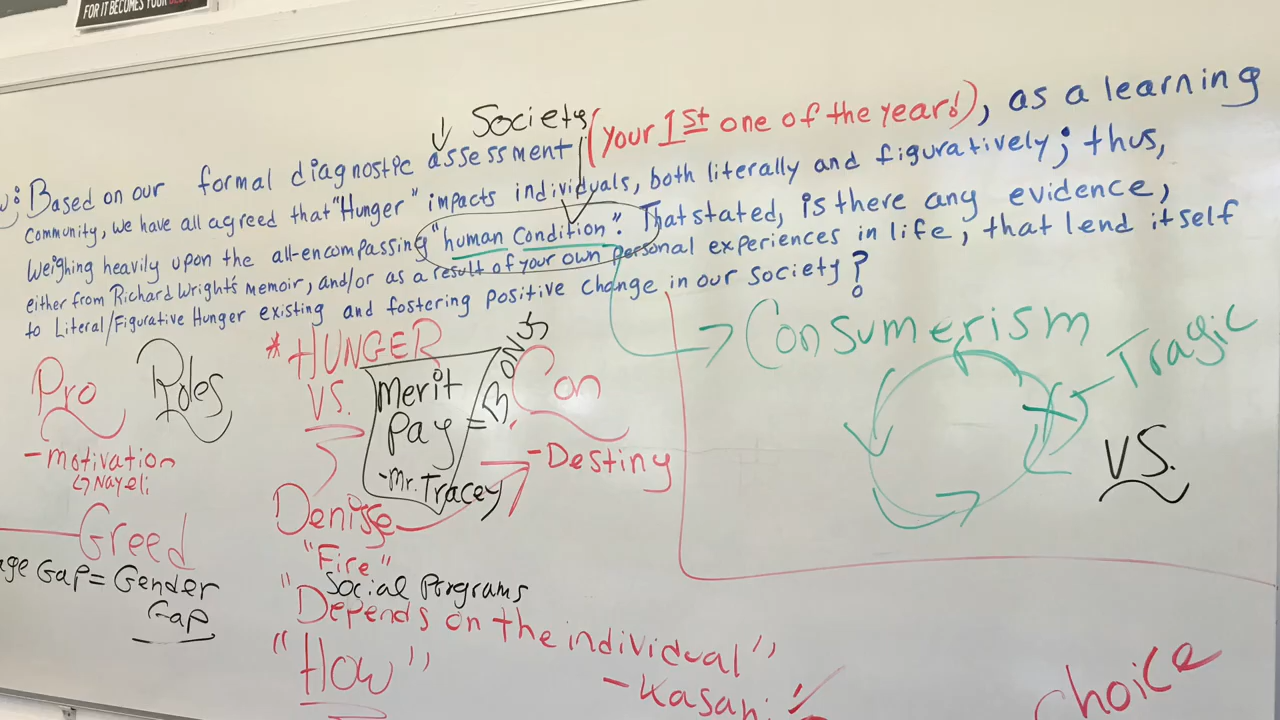 FOR IT BECOMES YOUR
Society
Based on our formal diagnostic assessment (your 1st one of the year!), as a learning
community, we have all agreed that "Hunger" impacts individuals, both literally and figuratively; thus,
weighing heavily upon the all-encompassing "human Condition". That stated, is there any evidence,
either from Richard Wright's memoir, and/or as a result of your own personal experiences in life, that lend itself
to Literal/Figurative Hunger existing and fostering positive change in our society?
Pro
Roles
* HUNGER
VS.
Merit
Pay = BONUS
- Mr. Tracey
Con
- motivation
↳ Nayeli
- Destiny
Denise
"Fire"
Greed
age Gap = Gender
Gap
Social Programs
"Depends on the individual"
- Kasani
"How"
Consumerism
Tragic
VS.
choice